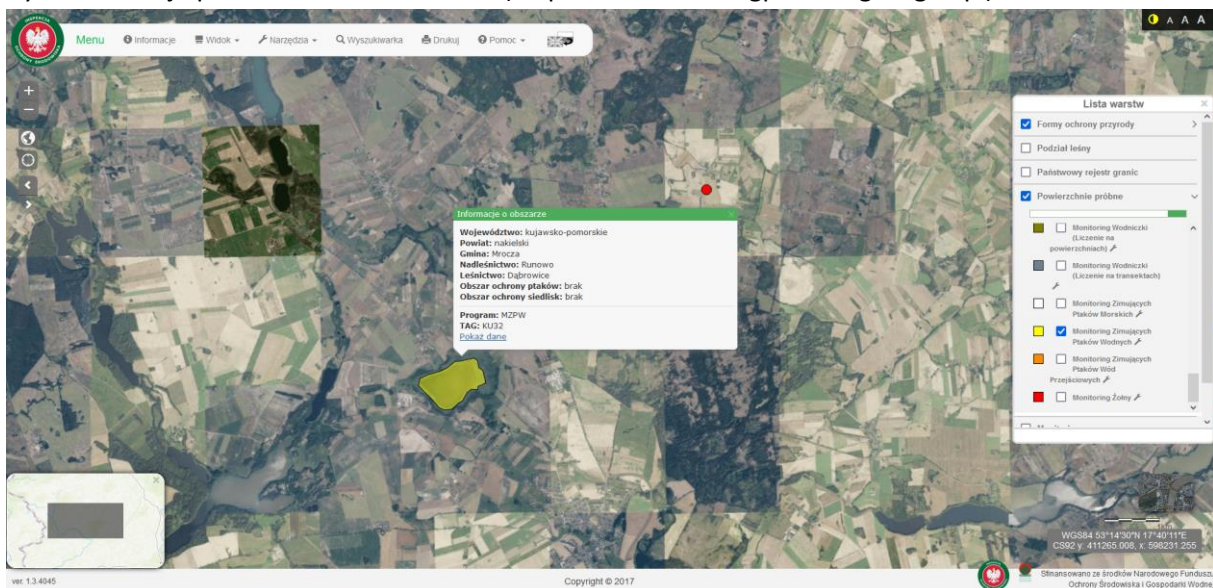 Menu
Informacje
Widok
Narzędzia
Wyszukiwarka
Drukuj
Pomoc
A A A
Lista warstw
Formy ochrony przyrody
Podział leśny
Państwowy rejestr granic
Powierzchnie próbne
Monitoring Wodniczki
(Liczenie na
powierzchniach)
Monitoring Wodniczki
(Liczenie na transektach)
Monitoring Zimujących
Ptaków Morskich
Monitoring Zimujących
Ptaków Wodnych
Monitoring Zimujących
Ptaków Wód
Przejściowych
Monitoring Żołny
Informacje o obszarze
Województwo: kujawsko-pomorskie
Powiat: nakielski
Gmina: Mrocza
Nadleśnictwo: Runowo
Leśnictwo: Dąbrowice
Obszar ochrony ptaków: brak
Obszar ochrony siedlisk: brak
Program: MZPW
TAG: KU32
Pokaż dane
WGS84 53°14'30"N 17°40'11"E
CS92 y: 411265.008, x: 598231.255
ver. 1.3.4045
Copyright © 2017
Sfinansowano ze środków Narodowego Fundusz
Ochrony Środowiska i Gospodarki Wodne